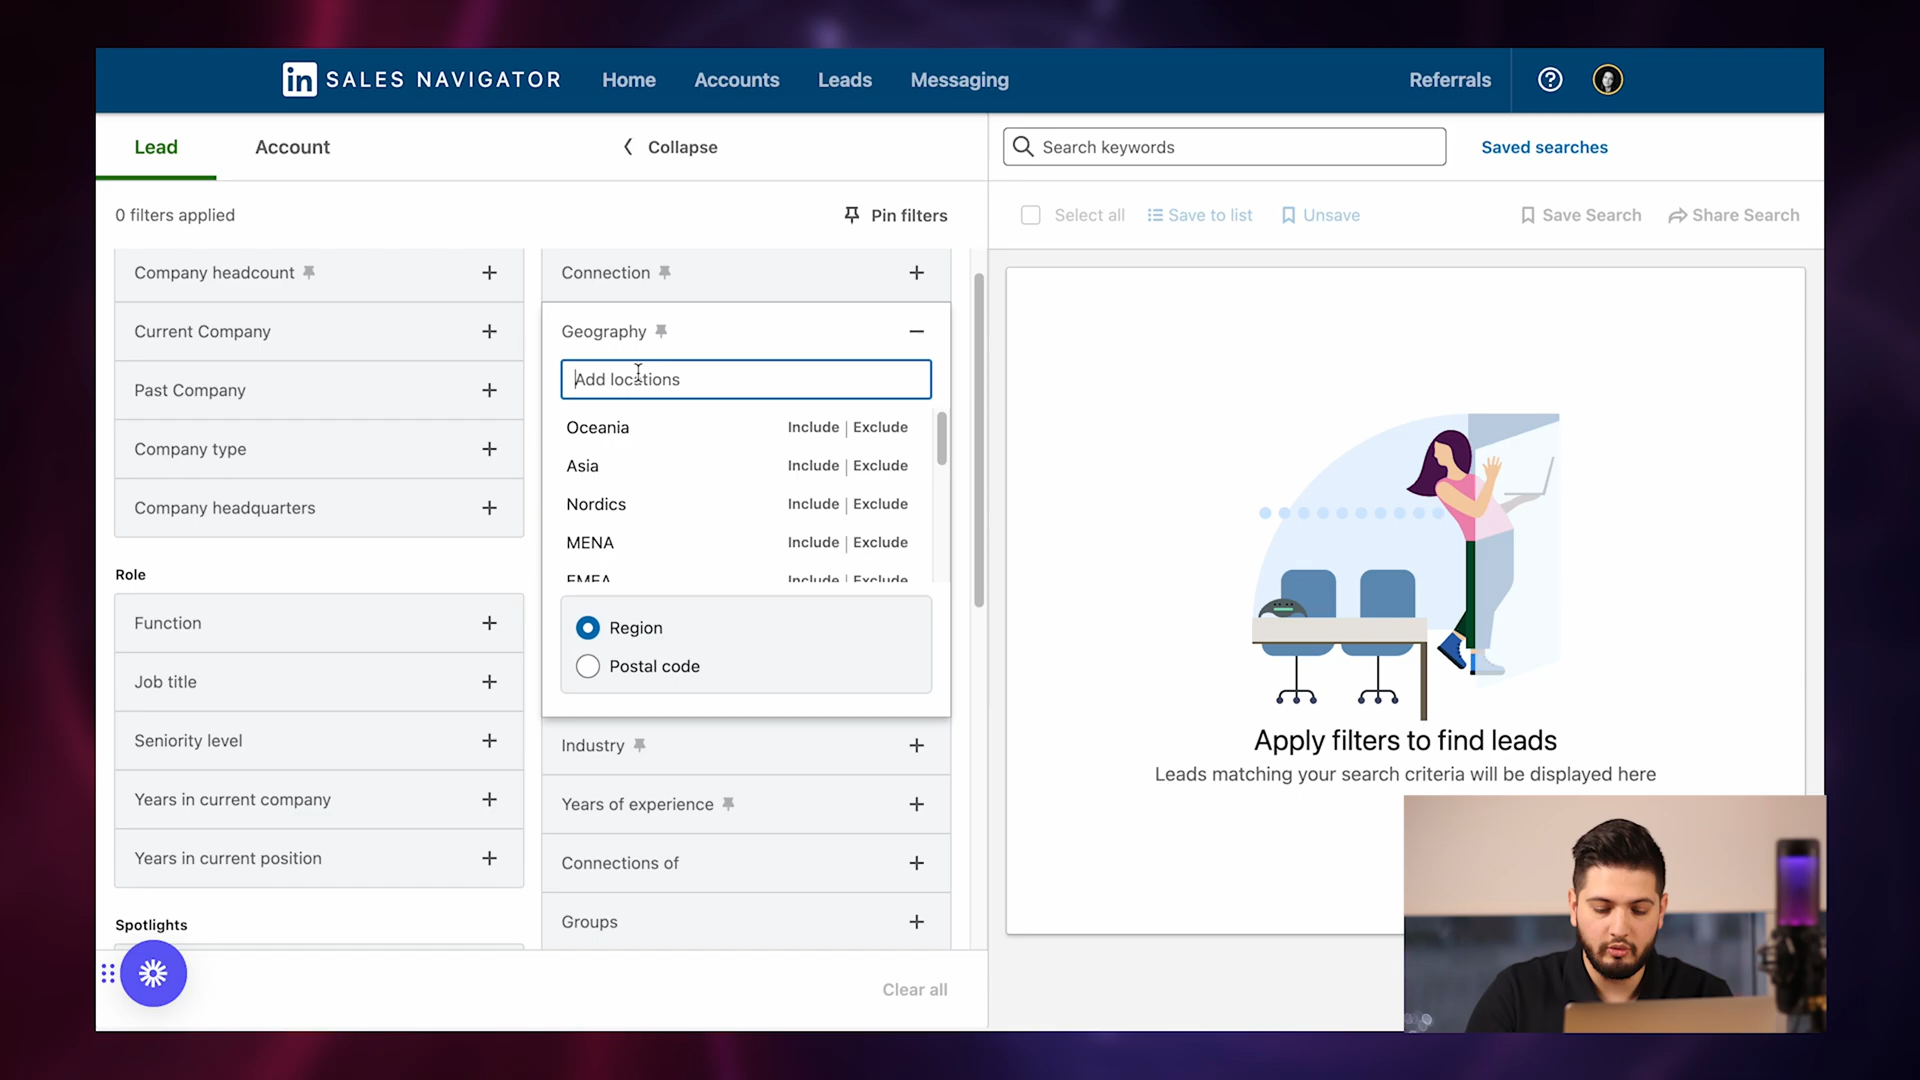 in SALES NAVIGATOR Home Accounts Leads Messaging Referrals
Lead Account Collapse
Search keywords Saved searches
0 filters applied Pin filters
Select all Save to list Unsave Save Search Share Search
Company headcount
Current Company
Past Company
Company type
Company headquarters
Role
Function
Job title
Seniority level
Years in current company
Years in current position
Spotlights
Connection
Geography
Add locations
Oceania Include | Exclude
Asia Include | Exclude
Nordics Include | Exclude
MENA Include | Exclude
EMEA Include | Exclude
Region
Postal code
Industry
Years of experience
Connections of
Groups
Clear all
Apply filters to find leads
Leads matching your search criteria will be displayed here